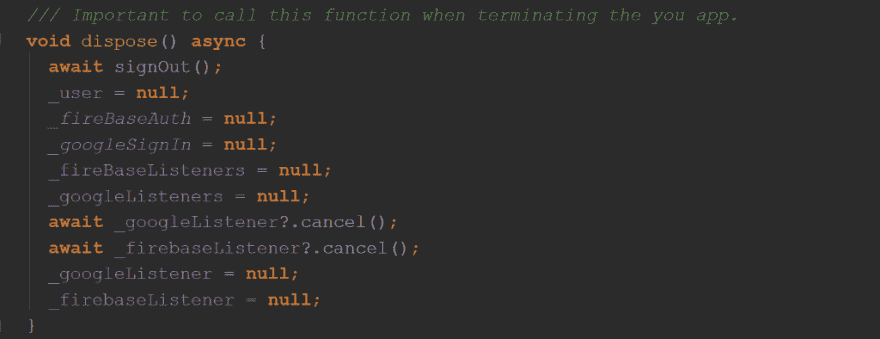 /// Important to call this function when terminating the you app.
void dispose() async {
await signOut();
_user = null;
_fireBaseAuth = null;
_googleSignIn = null;
_fireBaseListeners = null;
_googleListeners = null;
await _googleListener?.cancel();
await _firebaseListener?.cancel();
_googleListener = null;
_firebaseListener = null;
}